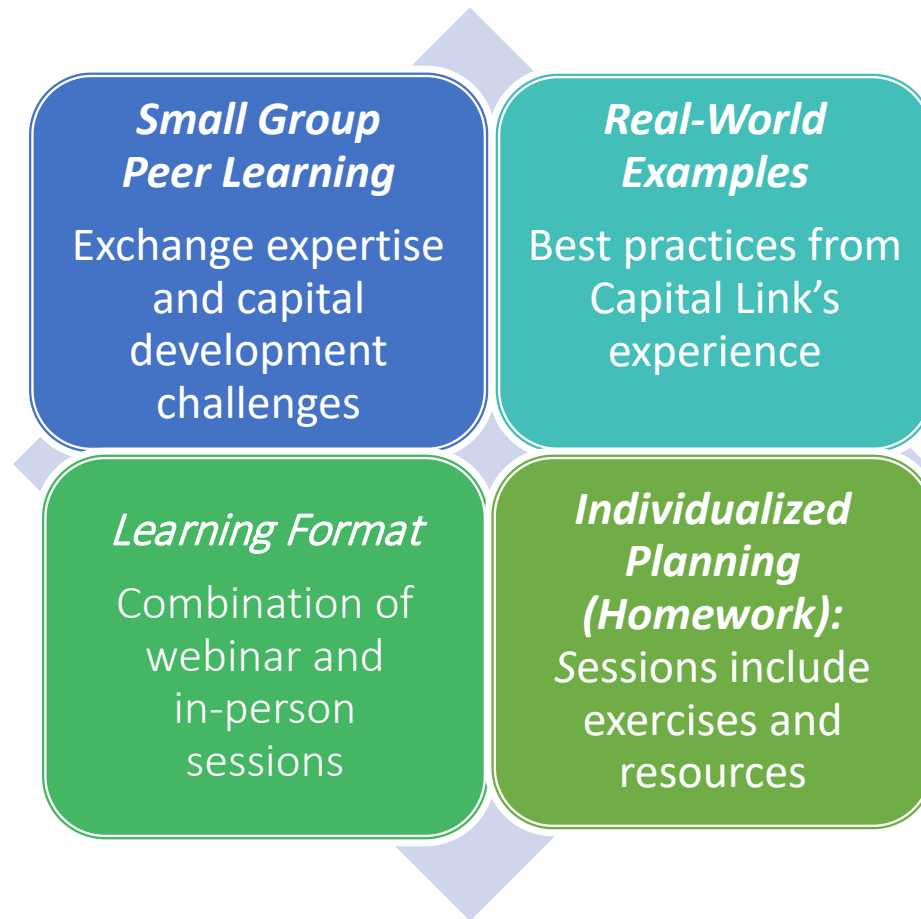 Small Group
Peer Learning
Exchange expertise
and capital
development
challenges
Real-World
Examples
Best practices from
Capital Link’s
experience
Learning Format
Combination of
webinar and
in-person
sessions
Individualized
Planning
(Homework):
Sessions include
exercises and
resources